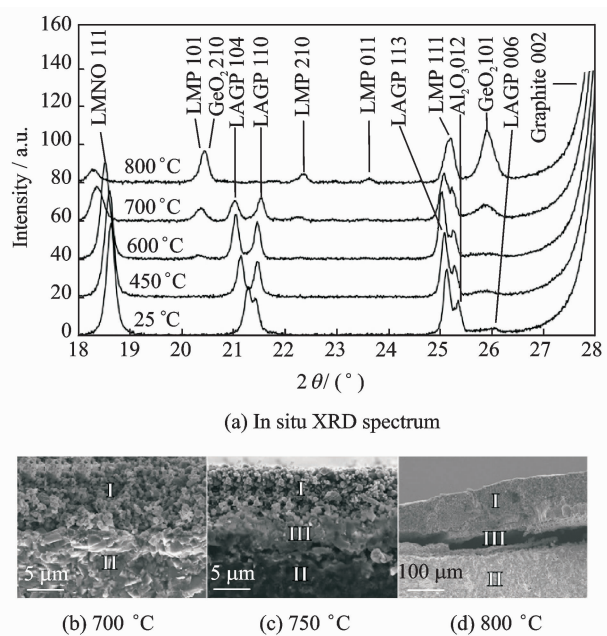 160
140
120
100
80
60
40
20
0
Intensity / a.u.
LMNO 111
LMP 101
GeO₂ 210
LAGP 104
LAGP 110
LMP 210
LMP 011
LAGP 113
LMP 111
Al₂O₃ 012
GeO₂ 101
LAGP 006
Graphite 002
800 °C
700 °C
600 °C
450 °C
25 °C
18 19 20 21 22 23 24 25 26 27 28
2 θ/ (°)
(a) In situ XRD spectrum
I
II
5 μm
I
III
II
5 μm
I
III
II
100 μm
(b) 700 °C
(c) 750 °C
(d) 800 °C